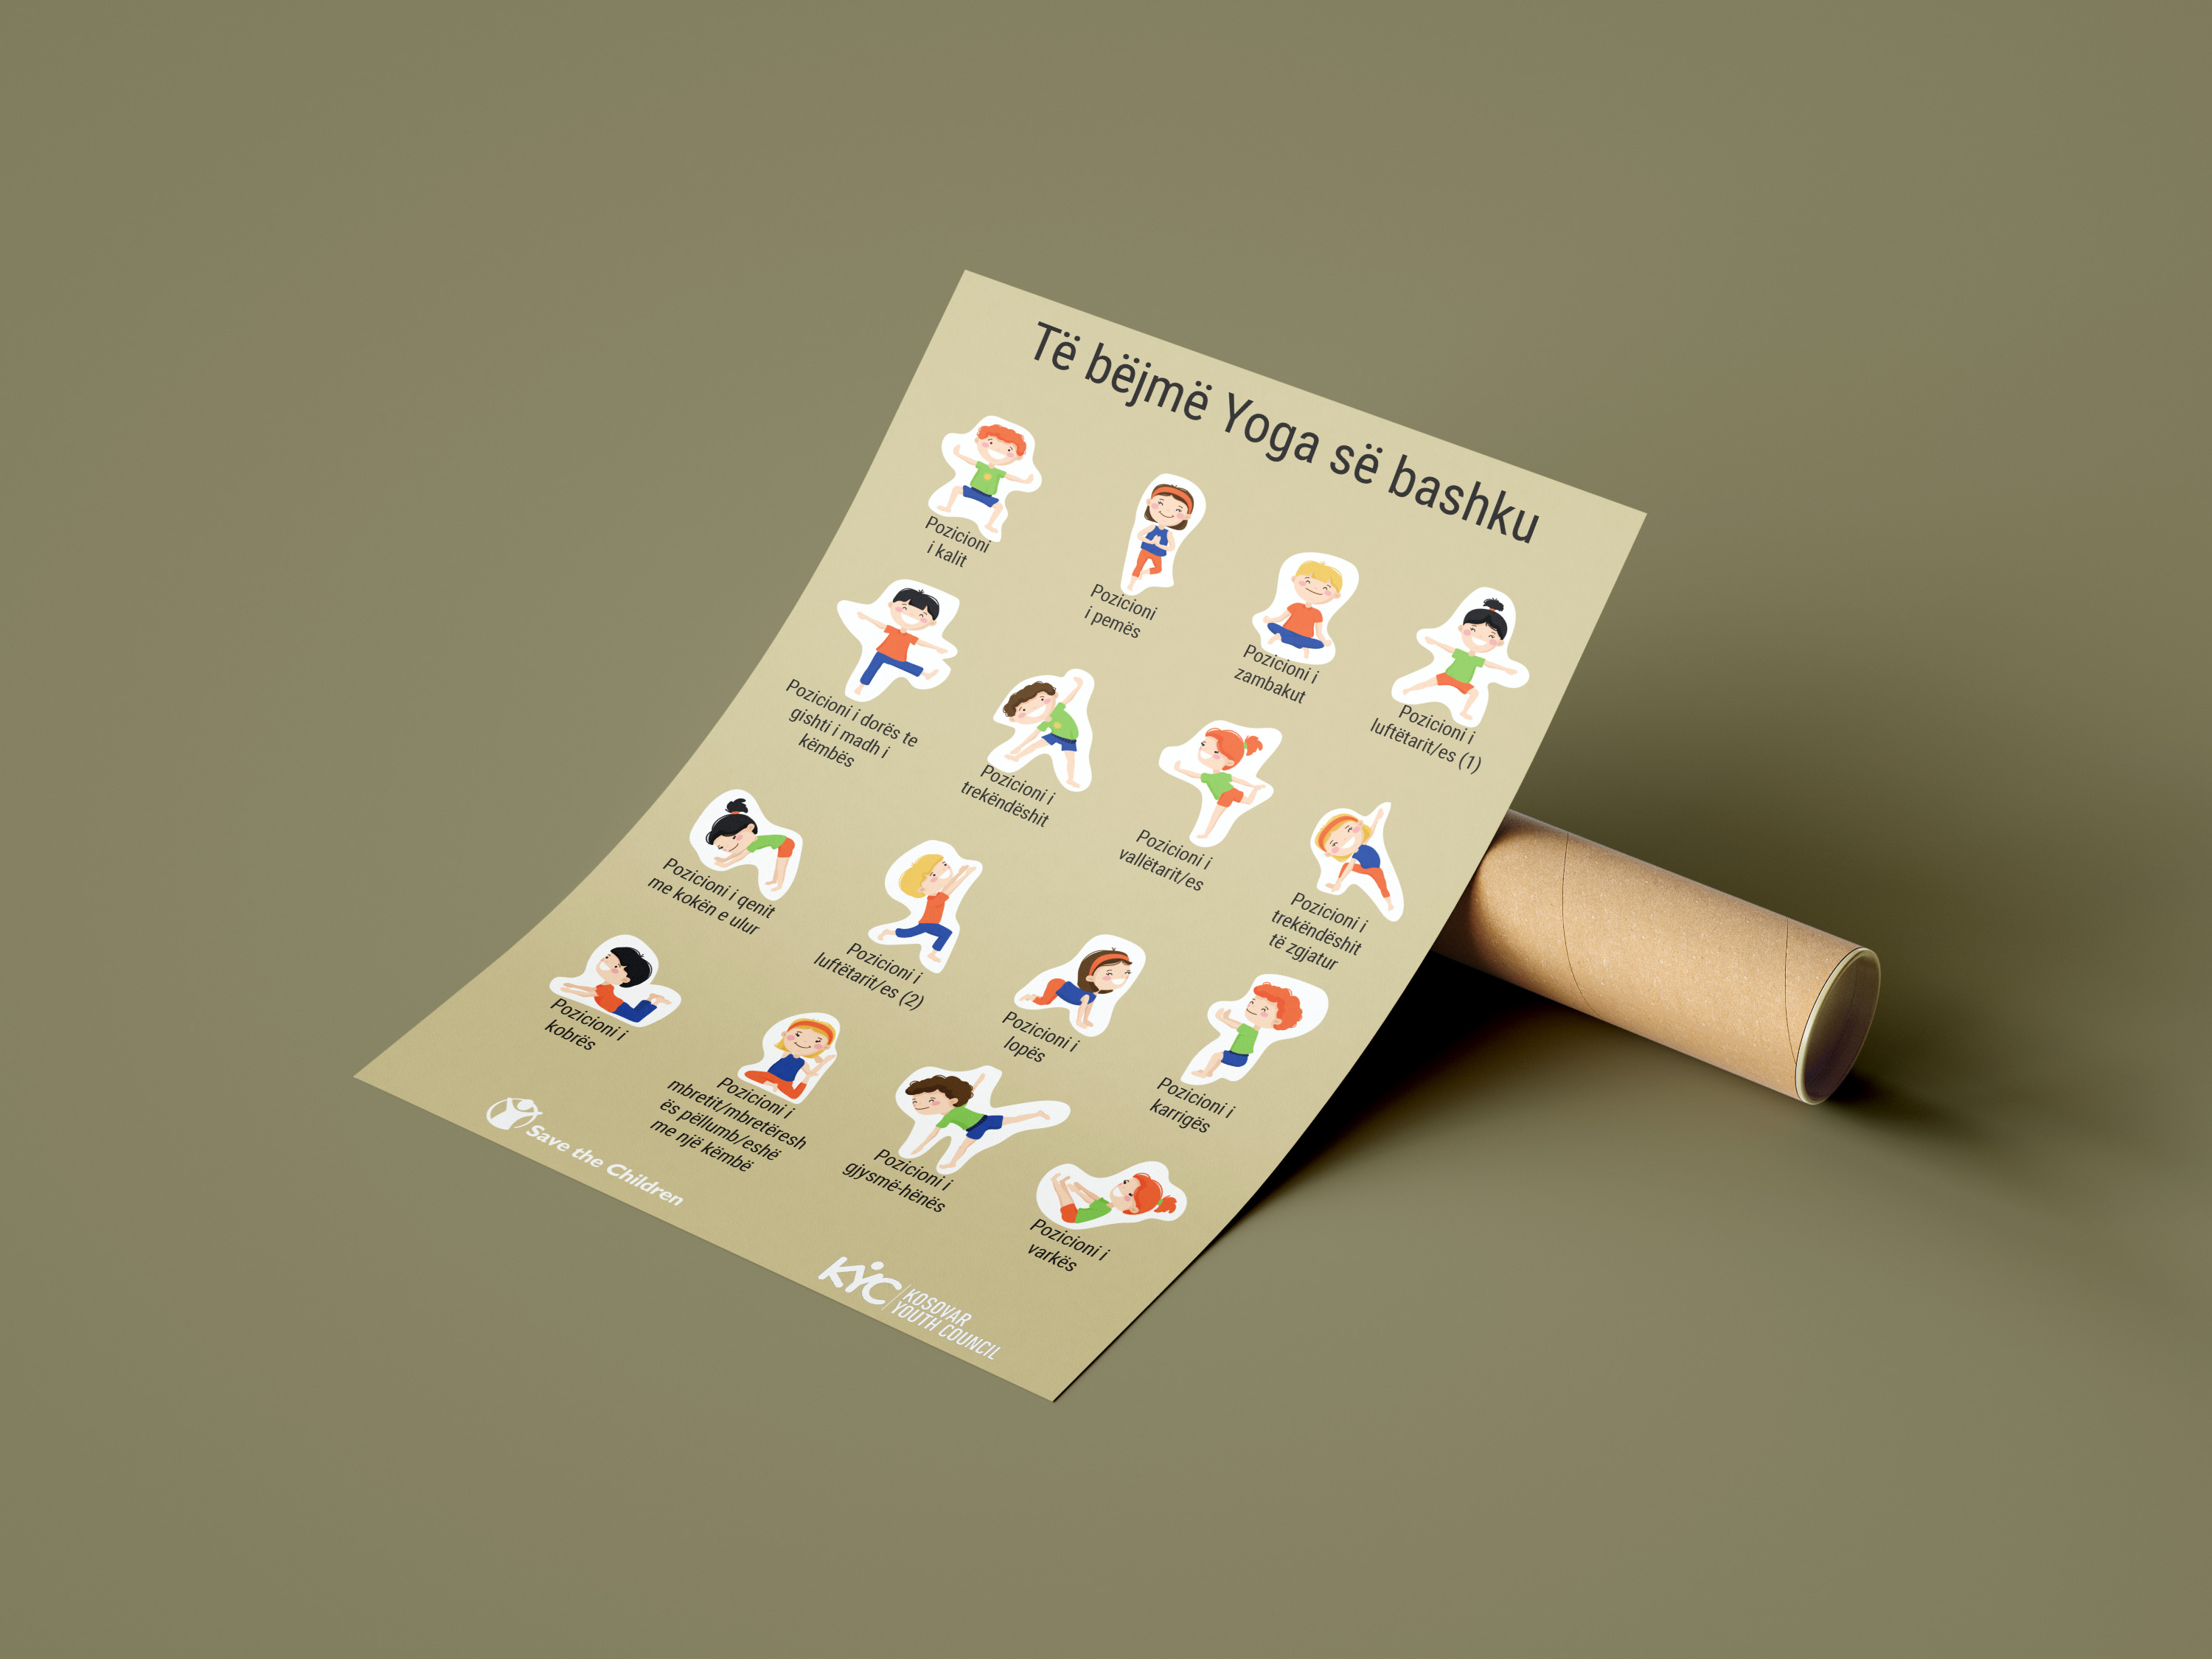 Të bëjmë Yoga së bashku
Pozicioni
i kalit
Pozicioni
i pemës
Pozicioni i
zambakut
Pozicioni i
luftëtarit/es (1)
Pozicioni i dorës te
gishti i madh i
këmbës
Pozicioni i
trekëndëshit
Pozicioni i
vallëtarit/es
Pozicioni i
trekëndëshit
të zgjatur
Pozicioni i qenit
me kokën e ulur
Pozicioni i
luftëtarit/es (2)
Pozicioni i
lopës
Pozicioni i
karrigës
Pozicioni i
kobrës
Pozicioni i
mbretit/mbretëresh
ës pëllumb/eshë
me një këmbë
Pozicioni i
gjysmë-hënës
Pozicioni i
varkës
Save the Children
KYC KOSOVAR
YOUTH COUNCIL